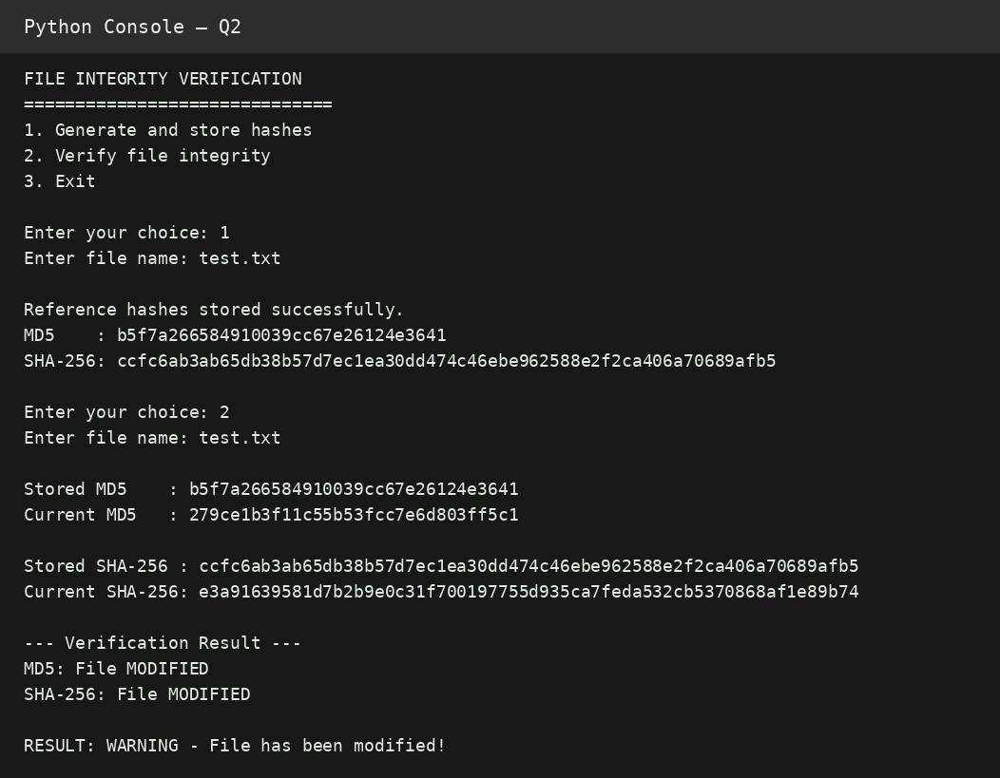 Python Console — Q2
FILE INTEGRITY VERIFICATION
==============================
1. Generate and store hashes
2. Verify file integrity
3. Exit
Enter your choice: 1
Enter file name: test.txt
Reference hashes stored successfully.
MD5    : b5f7a266584910039cc67e26124e3641
SHA-256: ccfc6ab3ab65db38b57d7ec1ea30dd474c46ebe962588e2f2ca406a70689afb5
Enter your choice: 2
Enter file name: test.txt
Stored MD5    : b5f7a266584910039cc67e26124e3641
Current MD5   : 279ce1b3f11c55b53fcc7e6d803ff5c1
Stored SHA-256 : ccfc6ab3ab65db38b57d7ec1ea30dd474c46ebe962588e2f2ca406a70689afb5
Current SHA-256: e3a91639581d7b2b9e0c31f700197755d935ca7feda532cb5370868af1e89b74
--- Verification Result ---
MD5: File MODIFIED
SHA-256: File MODIFIED
RESULT: WARNING - File has been modified!